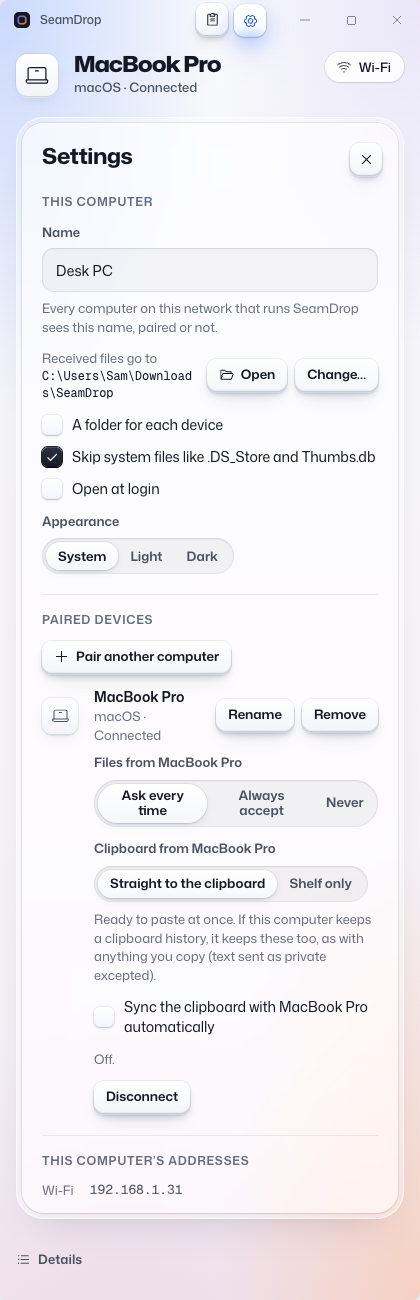 SeamDrop
MacBook Pro
macOS · Connected
Wi-Fi
Settings
THIS COMPUTER
Name
Desk PC
Every computer on this network that runs SeamDrop
sees this name, paired or not.
Received files go to
C:\Users\Sam\Download
s\SeamDrop
Open
Change...
A folder for each device
Skip system files like .DS_Store and Thumbs.db
Open at login
Appearance
System
Light
Dark
PAIRED DEVICES
Pair another computer
MacBook Pro
macOS ·
Connected
Rename
Remove
Files from MacBook Pro
Ask every
time
Always
accept
Never
Clipboard from MacBook Pro
Straight to the clipboard
Shelf only
Ready to paste at once. If this computer keeps
a clipboard history, it keeps these too, as with
anything you copy (text sent as private
excepted).
Sync the clipboard with MacBook Pro
automatically
Off.
Disconnect
THIS COMPUTER'S ADDRESSES
Wi-Fi 192.168.1.31
Details